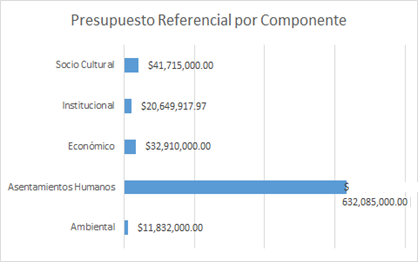 Presupuesto Referencial por Componente
Socio Cultural $41,715,000.00
Institucional $20,649,917.97
Económico $32,910,000.00
Asentamientos Humanos $
632,085,000.00
Ambiental $11,832,000.00